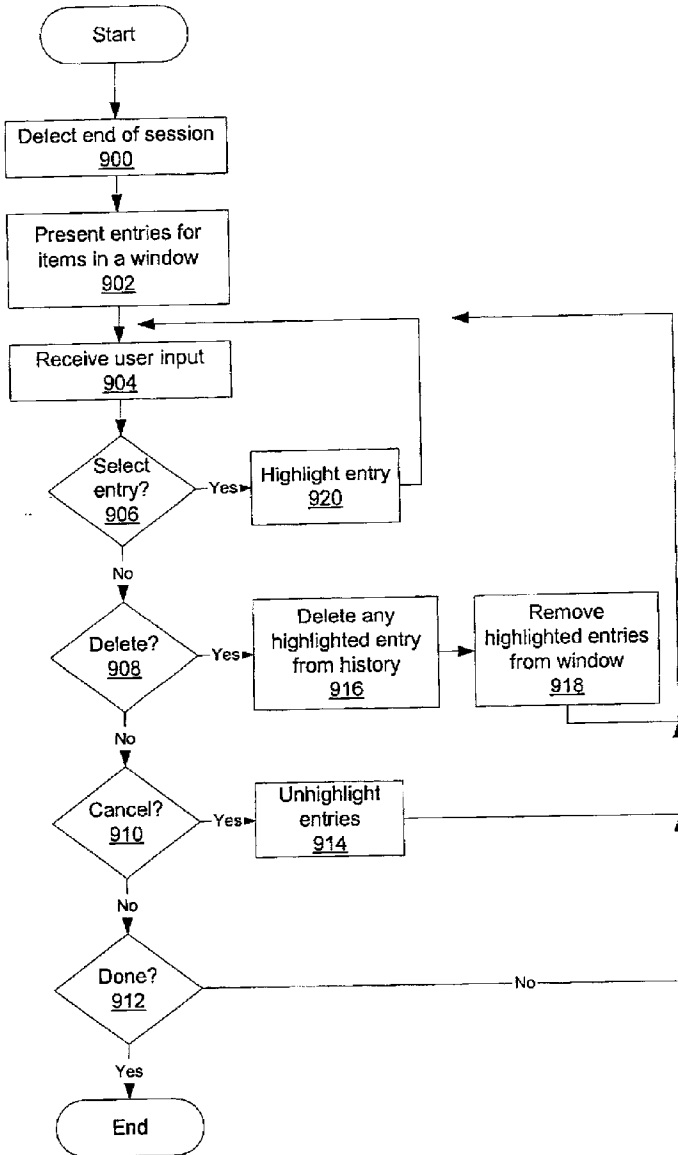 Start
Delect end of session
900
Present entries for
items in a window
902
Receive user input
904
Select
entry?
906
Yes
Highlight entry
920
No
Delete?
908
Yes
Delete any
highlighted entry
from history
916
Remove
highlighted entries
from window
918
No
Cancel?
910
Yes
Unhighlight
entries
914
No
Done?
912
No
Yes
End